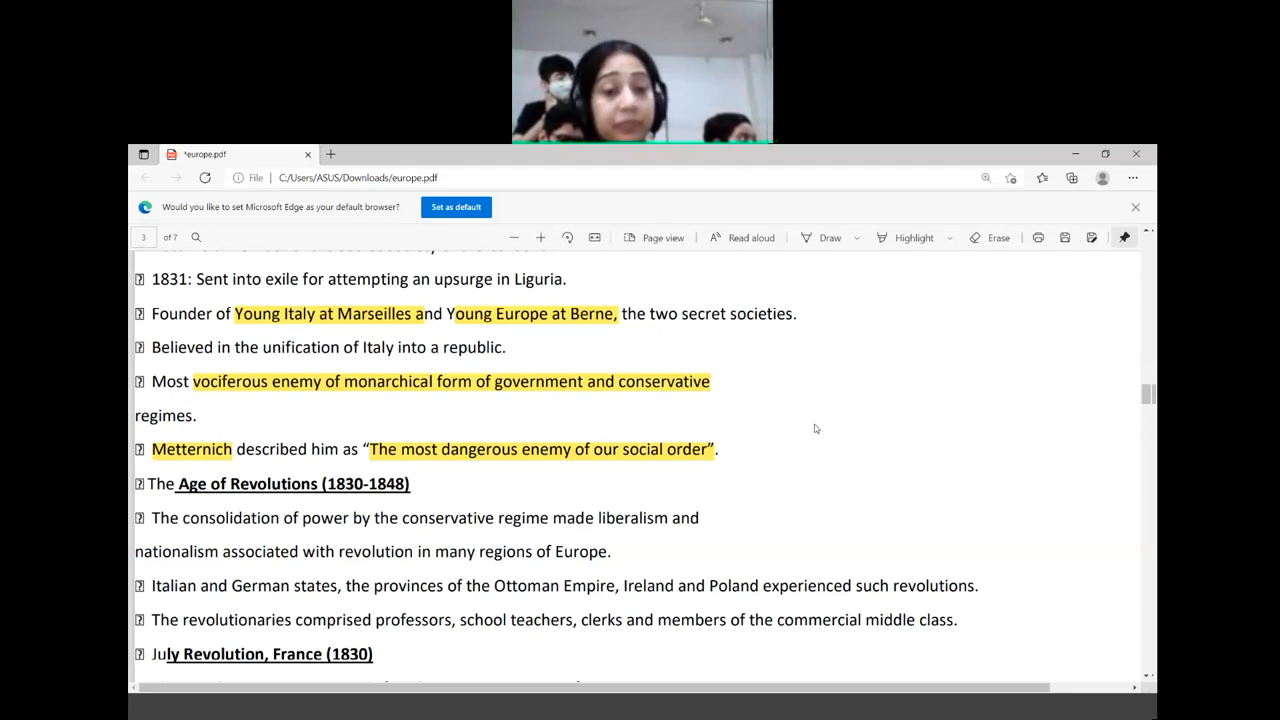 *europe.pdf
File
C:/Users/ASUS/Downloads/europe.pdf
Would you like to set Microsoft Edge as your default browser?
Set as default
3 of 7
Page view
Read aloud
Draw
Highlight
Erase
1831: Sent into exile for attempting an upsurge in Liguria.
Founder of Young Italy at Marseilles and Young Europe at Berne, the two secret societies.
Believed in the unification of Italy into a republic.
Most vociferous enemy of monarchical form of government and conservative
regimes.
Metternich described him as “The most dangerous enemy of our social order”.
The Age of Revolutions (1830-1848)
The consolidation of power by the conservative regime made liberalism and
nationalism associated with revolution in many regions of Europe.
Italian and German states, the provinces of the Ottoman Empire, Ireland and Poland experienced such revolutions.
The revolutionaries comprised professors, school teachers, clerks and members of the commercial middle class.
July Revolution, France (1830)